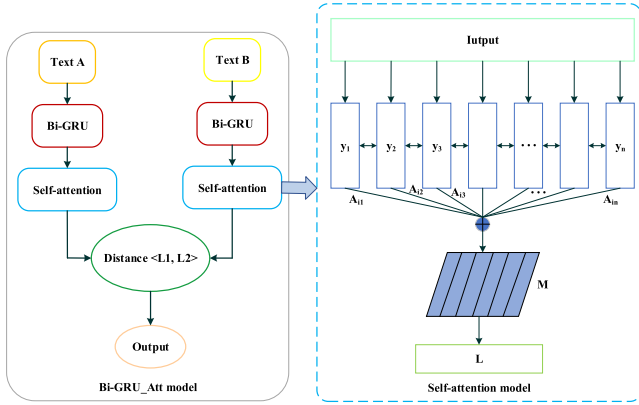 Text A
Text B
Bi-GRU
Bi-GRU
Self-attention
Self-attention
Distance <L1, L2>
Output
Bi-GRU_Att model
Iutput
y1
y2
y3
...
yn
Ai1
Ai2
Ai3
...
Ain
M
L
Self-attention model